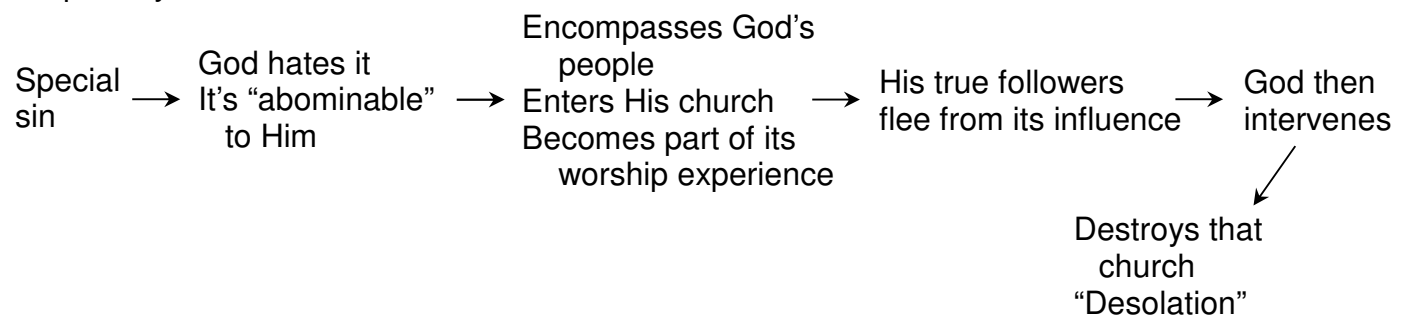 Special
sin
God hates it
It's “abominable”
to Him
Encompasses God's
people
Enters His church
Becomes part of its
worship experience
His true followers
flee from its influence
God then
intervenes
Destroys that
church
“Desolation”